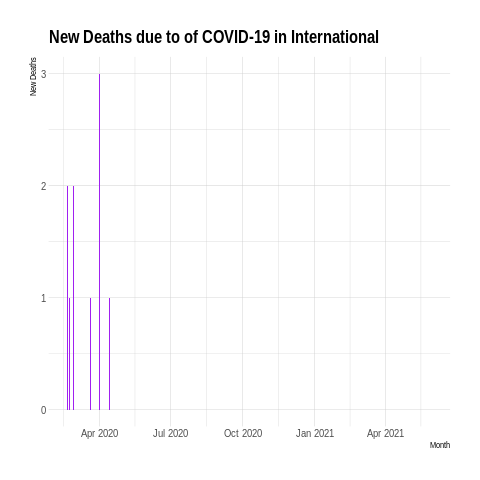 New Deaths due to of COVID-19 in International
New Deaths
3
2
1
0
Apr 2020 Jul 2020 Oct 2020 Jan 2021 Apr 2021
Month